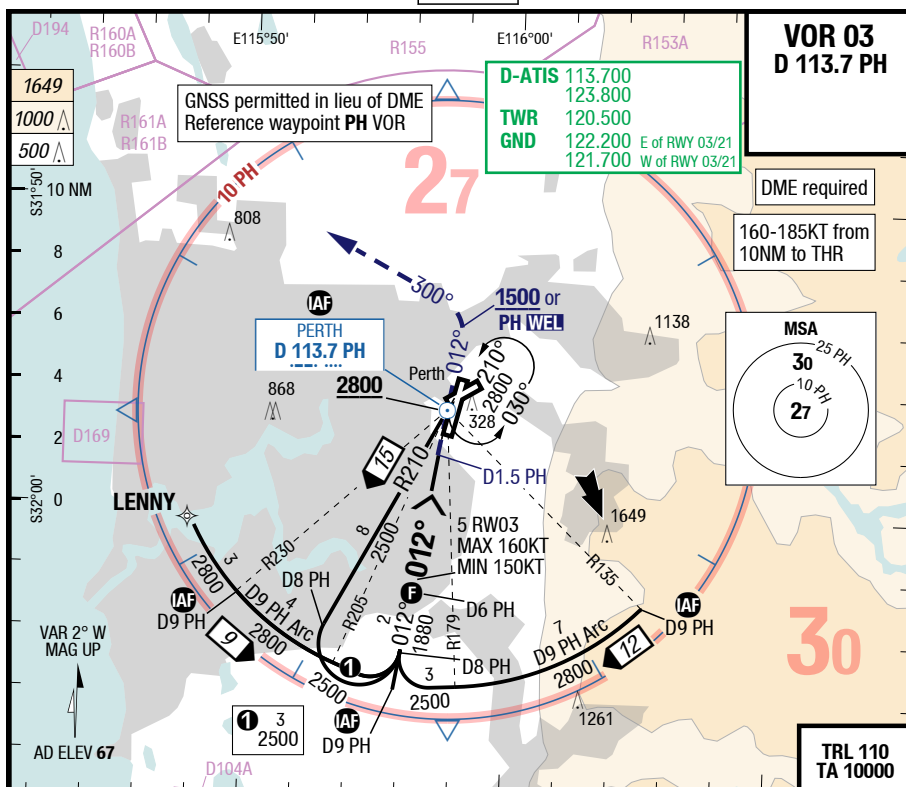 D194
R160A
R160B
E115°50'
R155
E116°00'
R153A
VOR 03
D 113.7 PH
1649
1000
500
GNSS permitted in lieu of DME
Reference waypoint PH VOR
D-ATIS 113.700
123.800
TWR 120.500
GND 122.200 E of RWY 03/21
121.700 W of RWY 03/21
R161A
R161B
S31°50'
10 NM
10 PH
27
DME required
808
160-185KT from
10NM to THR
8
6
300°
IAF
1500 or
PH WEL
PERTH
D 113.7 PH
012°
1138
MSA
25 PH
30
10 PH
27
4
2800
Perth
210°
2800
030°
868
328
D169
2
15
R210
D1.5 PH
S32°00'
0
LENNY
8
2500
5 RW03
MAX 160KT
MIN 150KT
1649
012°
R230
R135
3
2800
D8 PH
R205
F
D6 PH
IAF
D9 PH
D9 PH Arc
4
2800
2
012°
1880
R179
7
D9 PH Arc
2800
IAF
D9 PH
VAR 2° W
MAG UP
9
12
1
D8 PH
2500
3
2500
30
IAF
D9 PH
1261
1 3
2500
AD ELEV 67
D104A
TRL 110
TA 10000